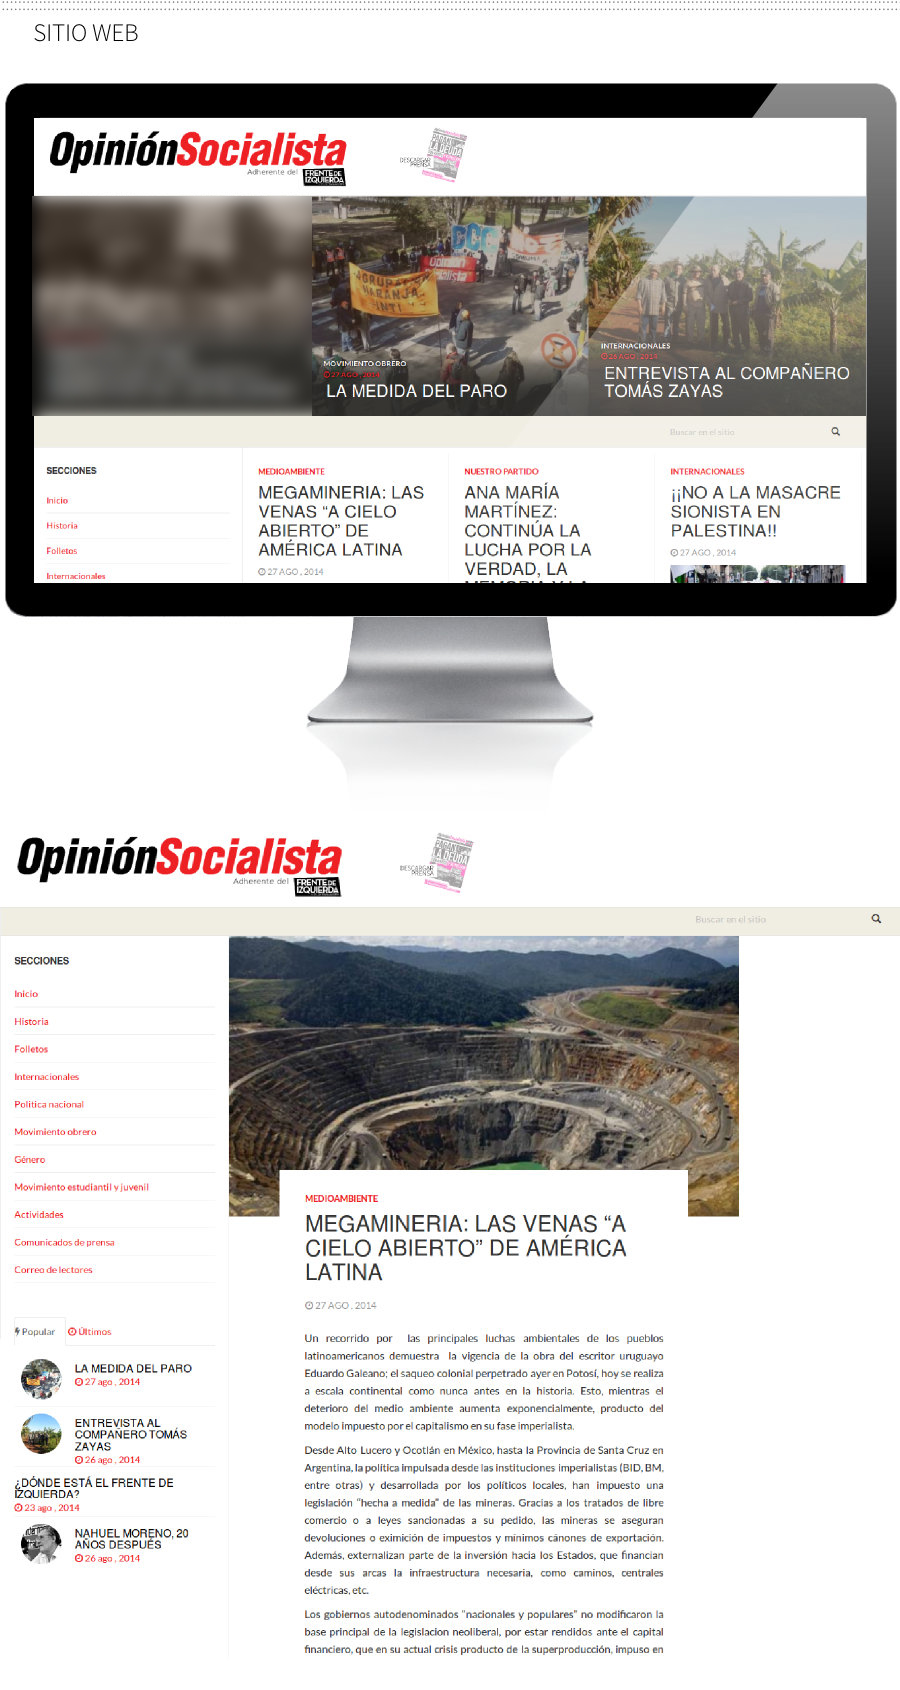 SITIO WEB
OpiniónSocialista
Adherente del FRENTE DE IZQUIERDA
DESCARGAR PRENSA
PAGAN LA DEUDA
CCC
Opinión Socialista
AGRUPACIÓN
NARANJA
INTI
MOVIMIENTO OBRERO
27 AGO , 2014
LA MEDIDA DEL PARO
INTERNACIONALES
26 AGO , 2014
ENTREVISTA AL COMPAÑERO
TOMÁS ZAYAS
Buscar en el sitio
SECCIONES
Inicio
Historia
Folletos
Internacionales
MEDIOAMBIENTE
MEGAMINERIA: LAS
VENAS “A CIELO
ABIERTO” DE
AMÉRICA LATINA
27 AGO , 2014
NUESTRO PARTIDO
ANA MARÍA
MARTÍNEZ:
CONTINÚA LA
LUCHA POR LA
VERDAD, LA
MEMORIA Y LA
INTERNACIONALES
¡¡NO A LA MASACRE
SIONISTA EN
PALESTINA!!
27 AGO , 2014
OpiniónSocialista
Adherente del FRENTE DE IZQUIERDA
DESCARGAR PRENSA
PAGAN LA DEUDA
Buscar en el sitio
SECCIONES
Inicio
Historia
Folletos
Internacionales
Politica nacional
Movimiento obrero
Género
Movimiento estudiantil y juvenil
Actividades
Comunicados de prensa
Correo de lectores
Popular Últimos
LA MEDIDA DEL PARO
27 ago , 2014
ENTREVISTA AL
COMPAÑERO TOMÁS
ZAYAS
26 ago , 2014
¿DÓNDE ESTÁ EL FRENTE DE
IZQUIERDA?
23 ago , 2014
NAHUEL MORENO, 20
AÑOS DESPUÉS
26 ago , 2014
MEDIOAMBIENTE
MEGAMINERIA: LAS VENAS “A
CIELO ABIERTO” DE AMÉRICA
LATINA
27 AGO , 2014
Un recorrido por las principales luchas ambientales de los pueblos
latinoamericanos demuestra la vigencia de la obra del escritor uruguayo
Eduardo Galeano; el saqueo colonial perpetrado ayer en Potosí, hoy se realiza
a escala continental como nunca antes en la historia. Esto, mientras el
deterioro del medio ambiente aumenta exponencialmente, producto del
modelo impuesto por el capitalismo en su fase imperialista.
Desde Alto Lucero y Ocotlán en México, hasta la Provincia de Santa Cruz en
Argentina, la política impulsada desde las instituciones imperialistas (BID, BM,
entre otras) y desarrollada por los políticos locales, han impuesto una
legislación “hecha a medida” de las mineras. Gracias a los tratados de libre
comercio o a leyes sancionadas a su pedido, las mineras se aseguran
devoluciones o eximición de impuestos y mínimos cánones de exportación.
Además, externalizan parte de la inversión hacia los Estados, que financian
desde sus arcas la infraestructura necesaria, como caminos, centrales
eléctricas, etc.
Los gobiernos autodenominados “nacionales y populares” no modificaron la
base principal de la legislacion neoliberal, por estar rendidos ante el capital
financiero, que en su actual crisis producto de la superproducción, impuso en